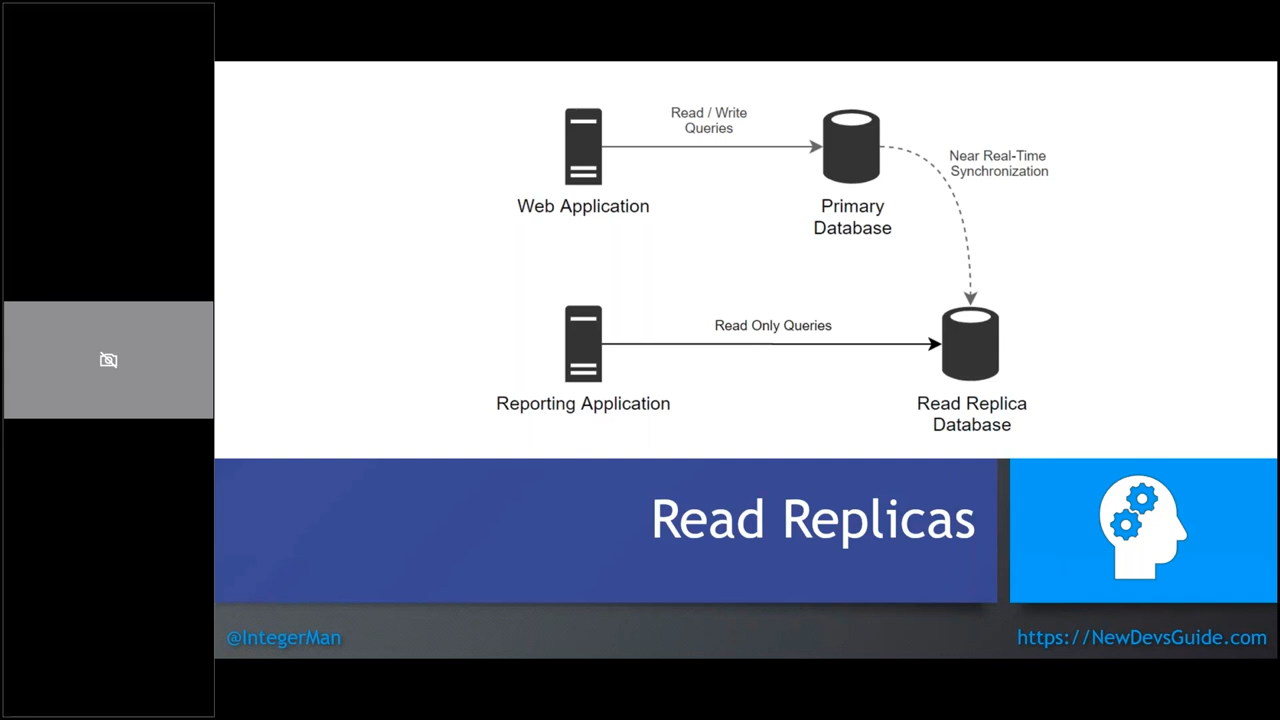 Read / Write
Queries
Near Real-Time
Synchronization
Web Application
Primary
Database
Read Only Queries
Reporting Application
Read Replica
Database
Read Replicas
@IntegerMan
https://NewDevsGuide.com